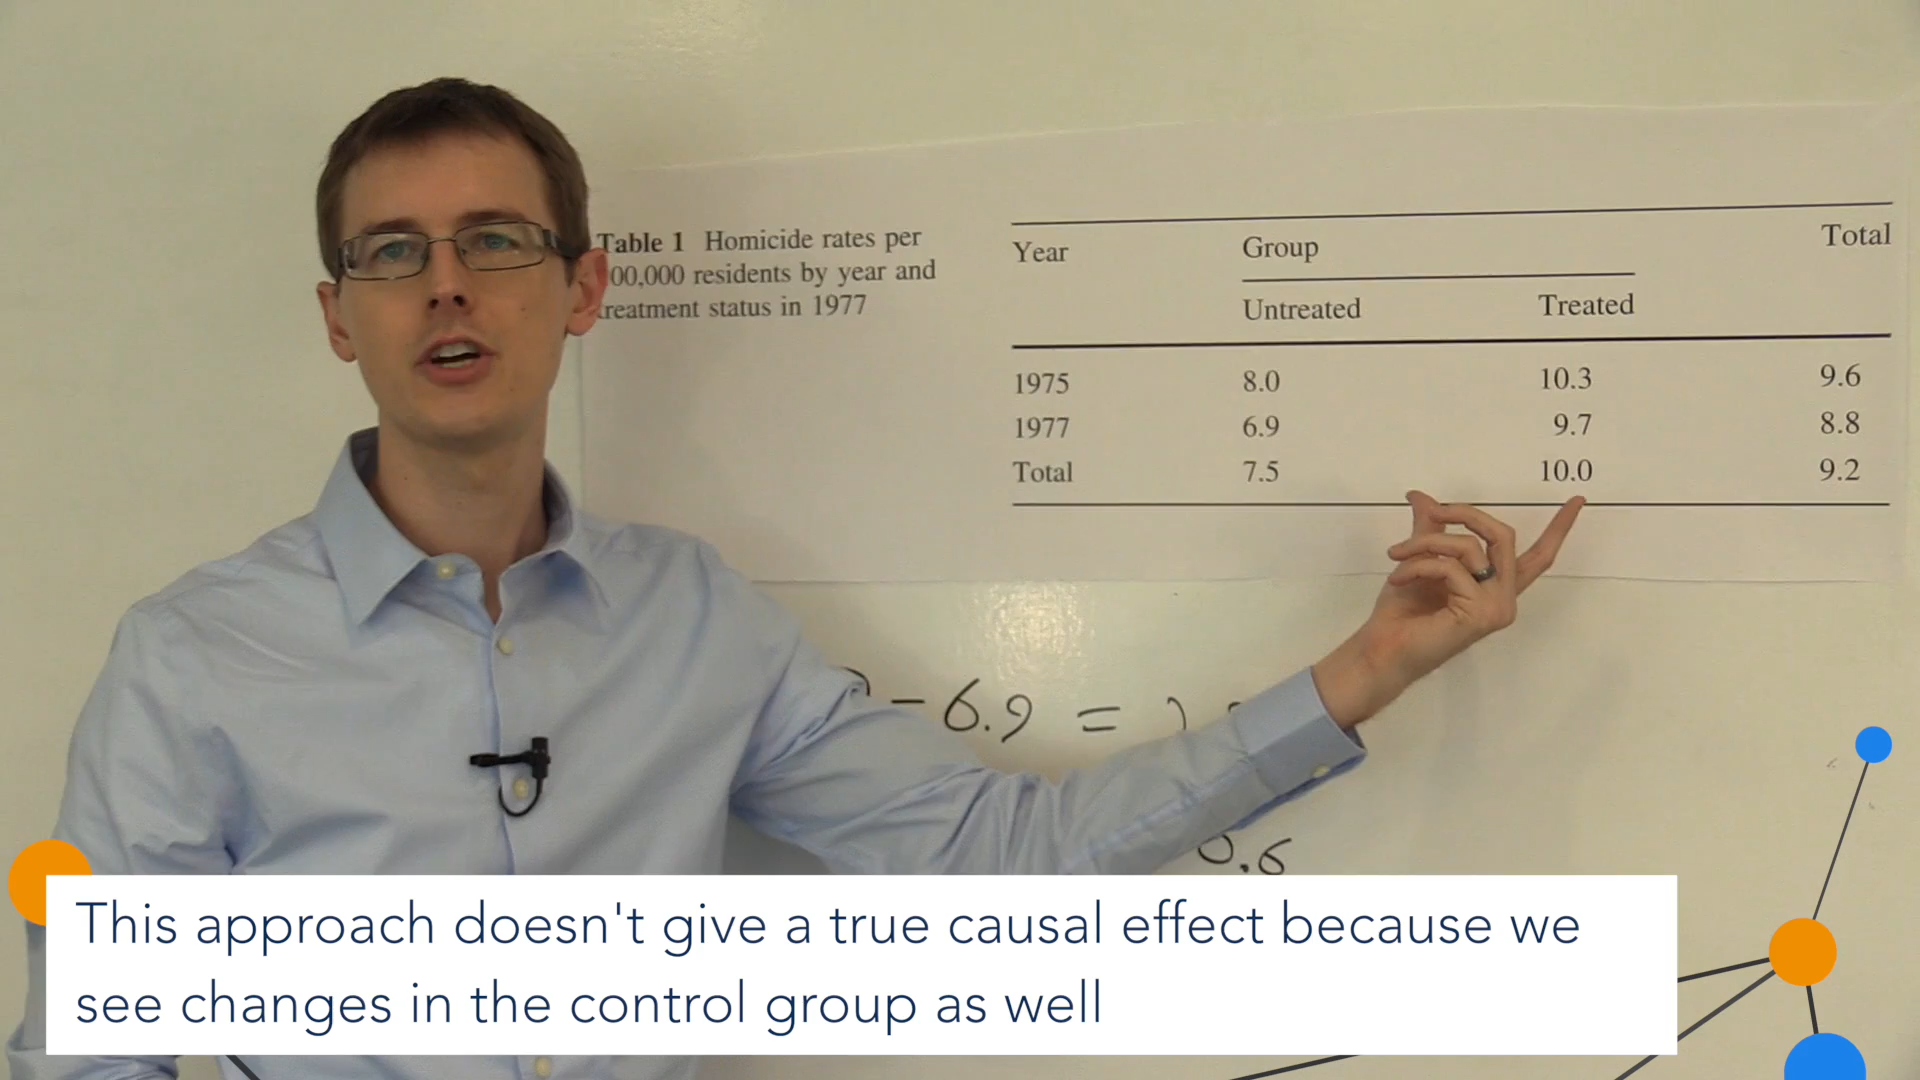 Table 1 Homicide rates per
00,000 residents by year and
reatment status in 1977
Year Group Total
Untreated Treated
1975 8.0 10.3 9.6
1977 6.9 9.7 8.8
Total 7.5 10.0 9.2
- 6.9 =
0.6
This approach doesn't give a true causal effect because we
see changes in the control group as well